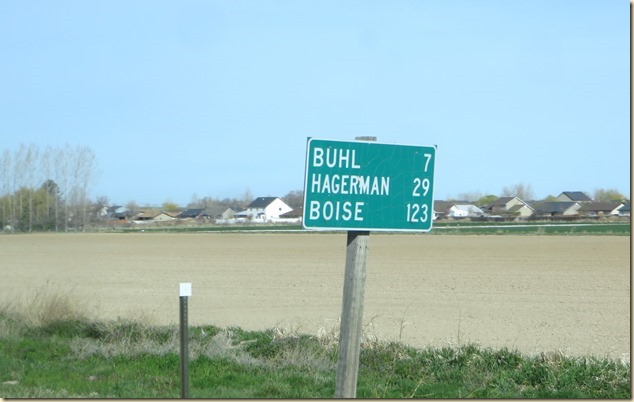 BUHL 7
HAGERMAN 29
BOISE 123